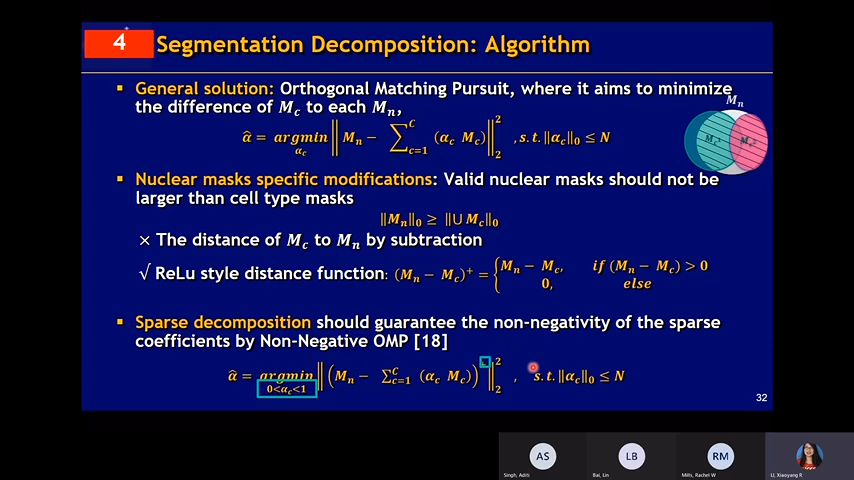 4 Segmentation Decomposition: Algorithm
▪ General solution: Orthogonal Matching Pursuit, where it aims to minimize
the difference of M_c to each M_n,
α̂ = argmin_{α_c} ‖ M_n − ∑_{c=1}^{C} (α_c M_c) ‖_2^2 , s.t. ‖α_c‖_0 ≤ N
M_n
▪ Nuclear masks specific modifications: Valid nuclear masks should not be
larger than cell type masks
‖M_n‖_0 ≥ ‖∪ M_c‖_0
× The distance of M_c to M_n by subtraction
√ ReLu style distance function: (M_n − M_c)^+ = { M_n − M_c, if (M_n − M_c) > 0
0, else
▪ Sparse decomposition should guarantee the non-negativity of the sparse
coefficients by Non-Negative OMP [18]
α̂ = argmin_{0<α_c<1} ‖ (M_n − ∑_{c=1}^{C} (α_c M_c))^+ ‖_2^2 , s.t. ‖α_c‖_0 ≤ N
32
AS
LB
RM
Singh, Aditi
Bai, Lin
Mills, Rachel W
LI, Xiaoyang R